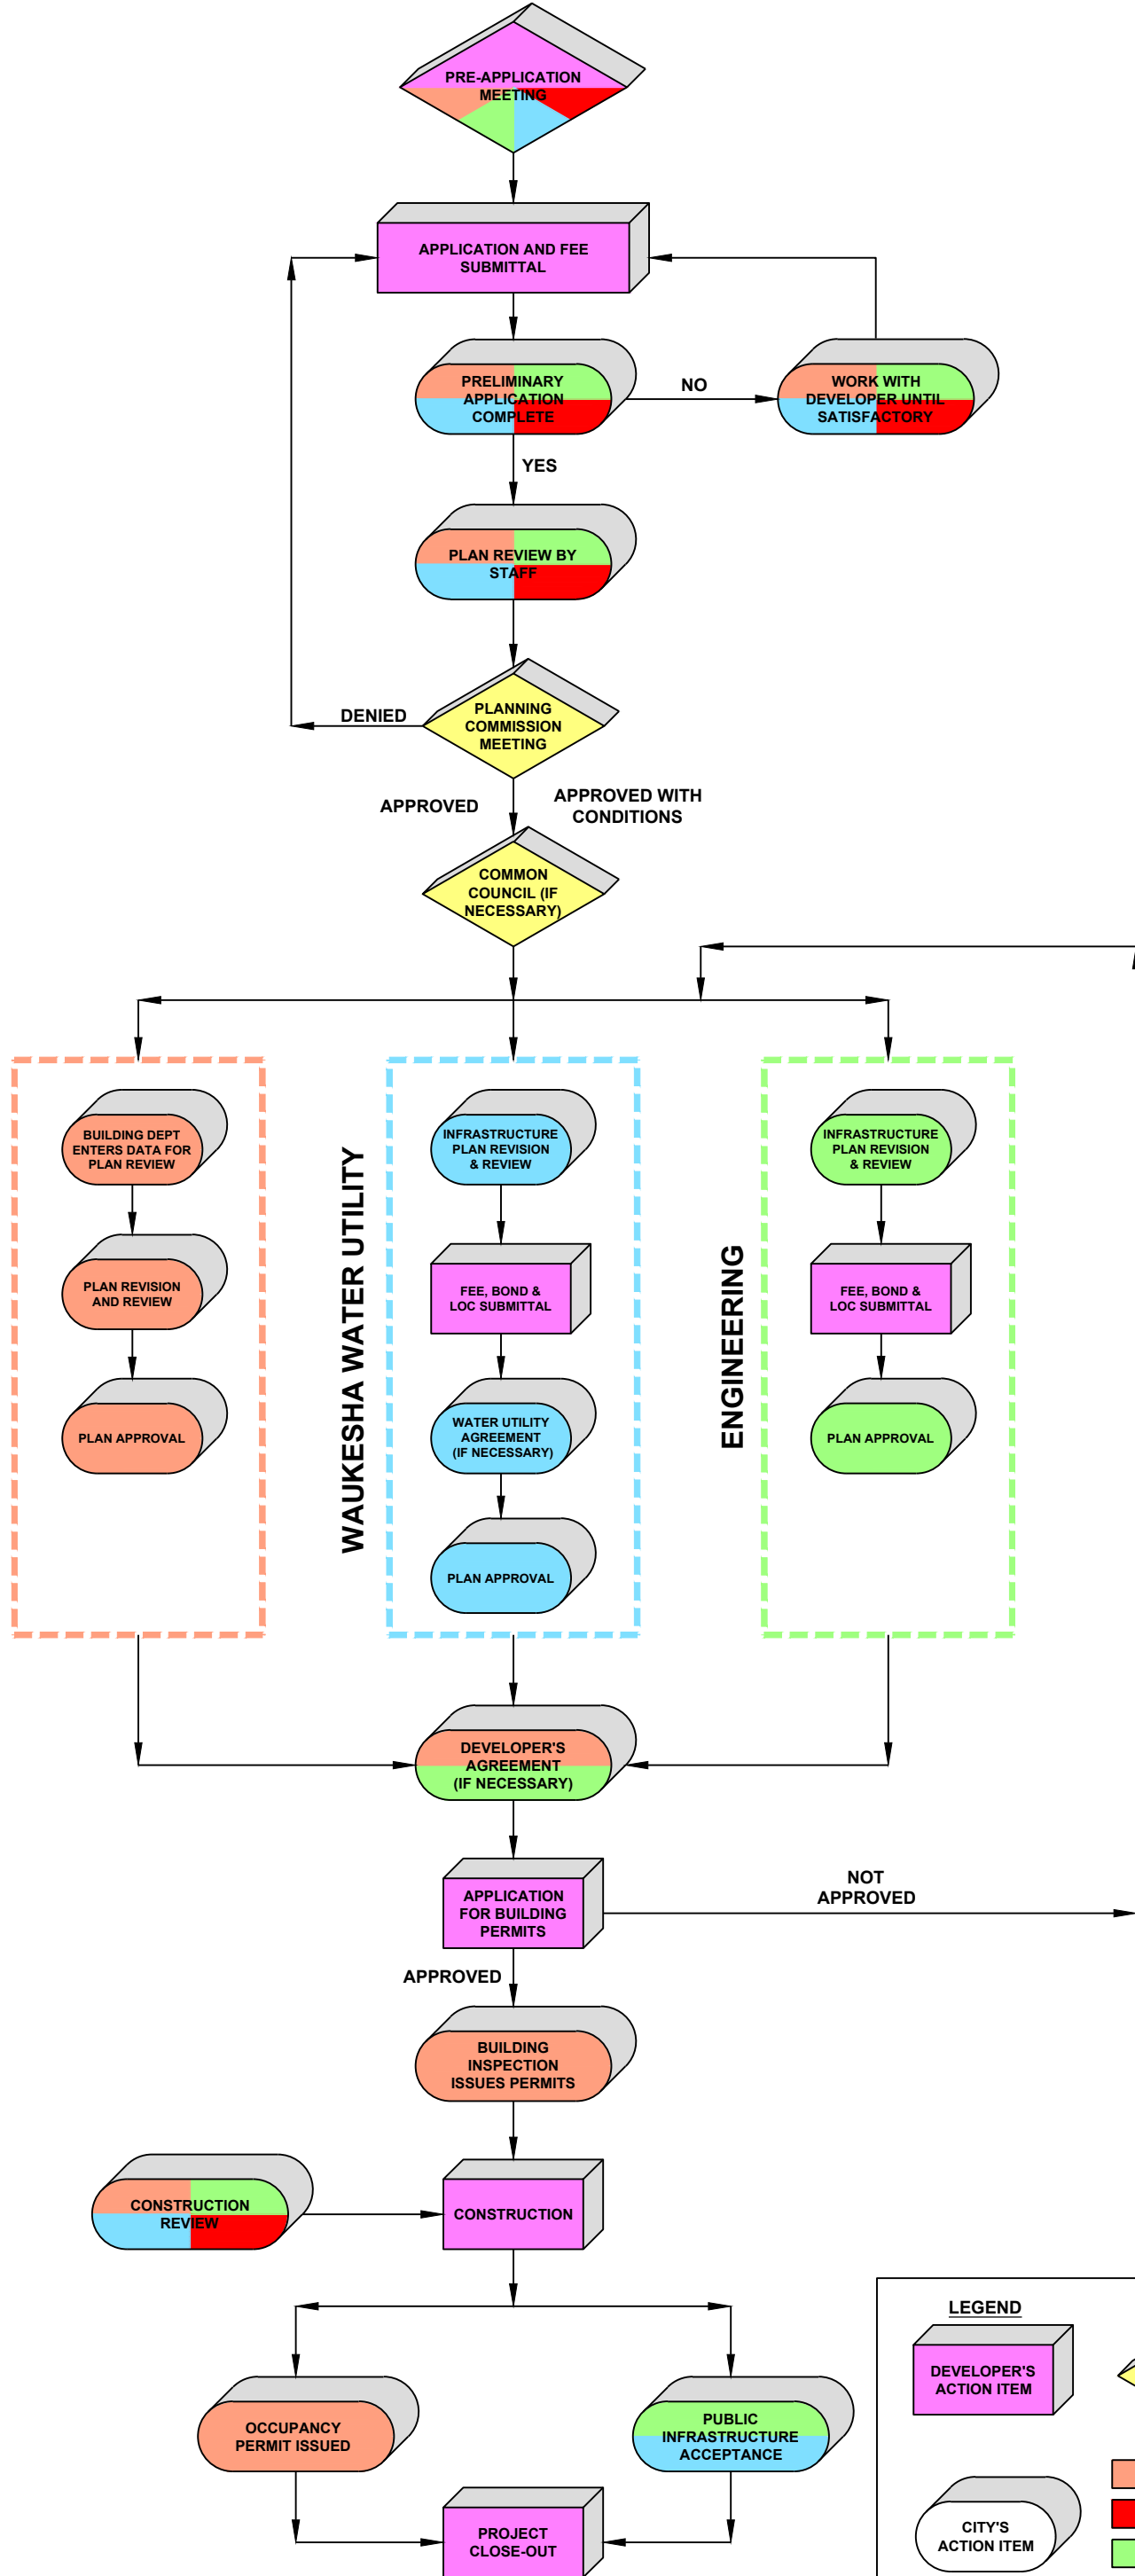 PRE-APPLICATION
MEETING
APPLICATION AND FEE
SUBMITTAL
PRELIMINARY
APPLICATION
COMPLETE
NO
WORK WITH
DEVELOPER UNTIL
SATISFACTORY
YES
PLAN REVIEW BY
STAFF
PLANNING
COMMISSION
MEETING
DENIED
APPROVED
APPROVED WITH
CONDITIONS
COMMON
COUNCIL (IF
NECESSARY)
BUILDING DEPT
ENTERS DATA FOR
PLAN REVIEW
PLAN REVISION
AND REVIEW
PLAN APPROVAL
WAUKESHA WATER UTILITY
INFRASTRUCTURE
PLAN REVISION
& REVIEW
FEE, BOND &
LOC SUBMITTAL
WATER UTILITY
AGREEMENT
(IF NECESSARY)
PLAN APPROVAL
ENGINEERING
INFRASTRUCTURE
PLAN REVISION
& REVIEW
FEE, BOND &
LOC SUBMITTAL
PLAN APPROVAL
DEVELOPER'S
AGREEMENT
(IF NECESSARY)
APPLICATION
FOR BUILDING
PERMITS
NOT
APPROVED
APPROVED
BUILDING
INSPECTION
ISSUES PERMITS
CONSTRUCTION
REVIEW
CONSTRUCTION
OCCUPANCY
PERMIT ISSUED
PUBLIC
INFRASTRUCTURE
ACCEPTANCE
PROJECT
CLOSE-OUT
LEGEND
DEVELOPER'S
ACTION ITEM
CITY'S
ACTION ITEM